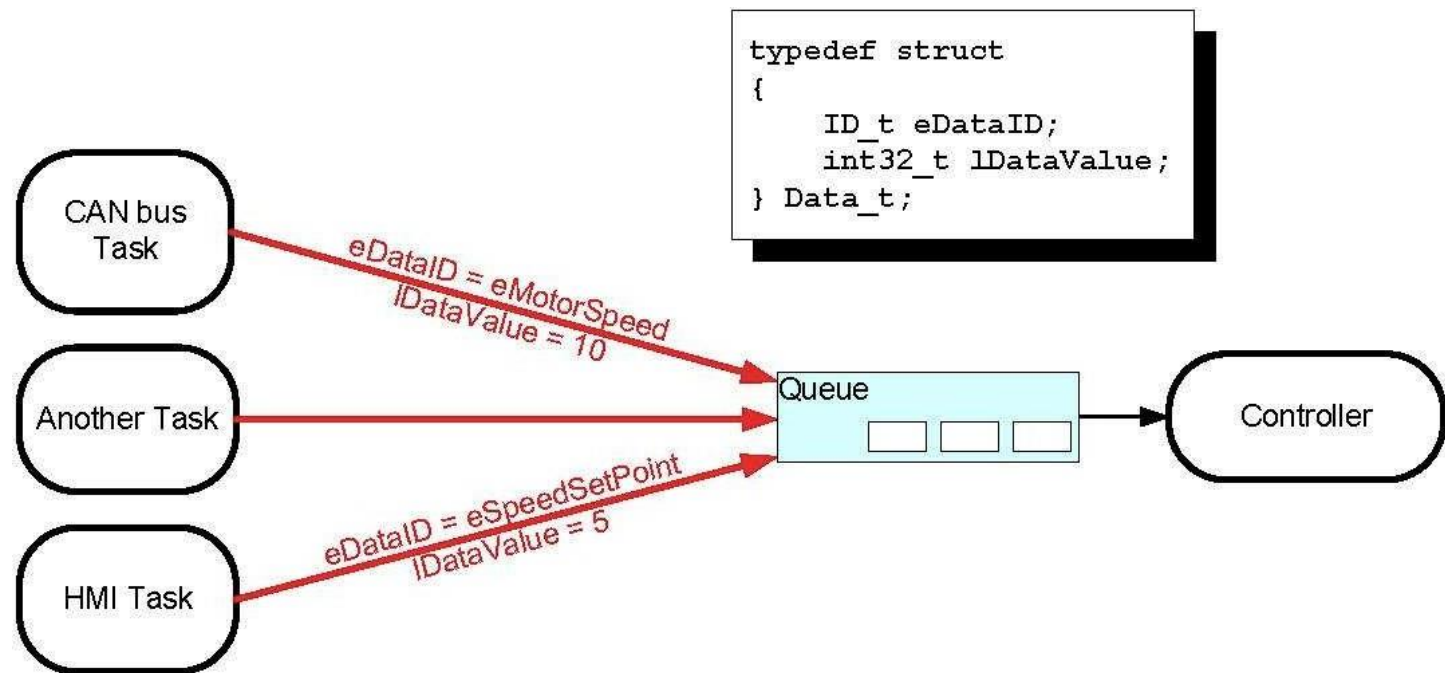 typedef struct
{
ID_t eDataID;
int32_t lDataValue;
} Data_t;
CAN bus
Task
eDataID = eMotorSpeed
lDataValue = 10
Another Task
Queue
Controller
HMI Task
eDataID = eSpeedSetPoint
lDataValue = 5